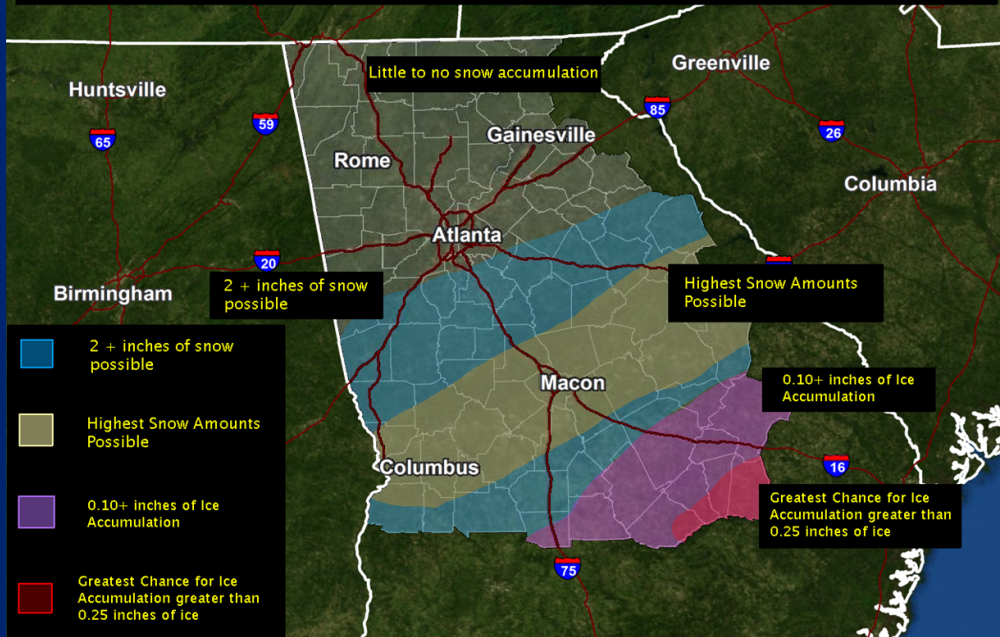 Little to no snow accumulation
Greenville
Huntsville
85
59
65
26
Gainesville
Rome
Columbia
Atlanta
20
Birmingham
2 + inches of snow
possible
Highest Snow Amounts
Possible
2 + inches of snow
possible
Macon
0.10+ inches of Ice
Accumulation
Highest Snow Amounts
Possible
Columbus
16
0.10+ inches of Ice
Accumulation
Greatest Chance for Ice
Accumulation greater than
0.25 inches of ice
75
Greatest Chance for Ice
Accumulation greater than
0.25 inches of ice